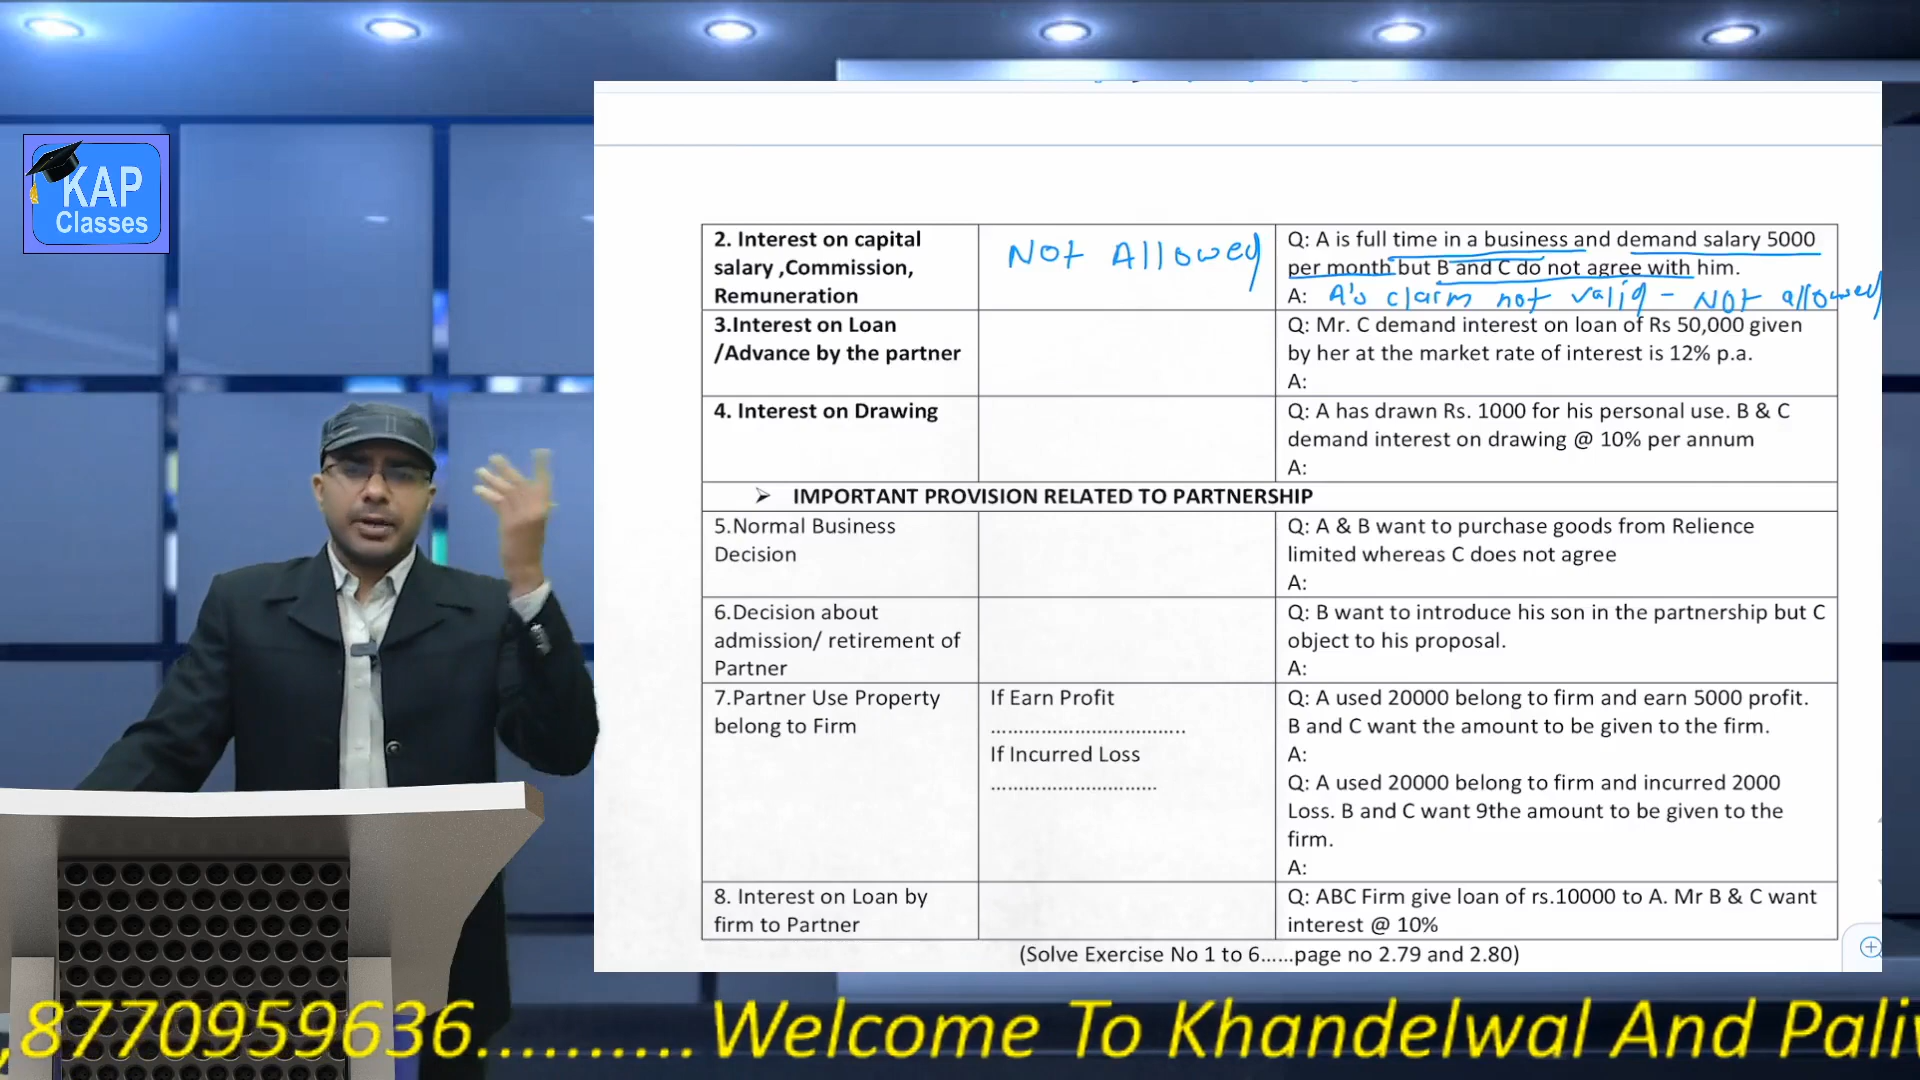 KAP
Classes
2. Interest on capital
salary ,Commission,
Remuneration
NOT Allowed
Q: A is full time in a business and demand salary 5000
per month but B and C do not agree with him.
A: A's claim not valid - NOT allowed
3.Interest on Loan
/Advance by the partner
Q: Mr. C demand interest on loan of Rs 50,000 given
by her at the market rate of interest is 12% p.a.
A:
4. Interest on Drawing
Q: A has drawn Rs. 1000 for his personal use. B & C
demand interest on drawing @ 10% per annum
A:
➢ IMPORTANT PROVISION RELATED TO PARTNERSHIP
5.Normal Business
Decision
Q: A & B want to purchase goods from Relience
limited whereas C does not agree
A:
6.Decision about
admission/ retirement of
Partner
Q: B want to introduce his son in the partnership but C
object to his proposal.
A:
7.Partner Use Property
belong to Firm
If Earn Profit
……………………………..
If Incurred Loss
………………………….
Q: A used 20000 belong to firm and earn 5000 profit.
B and C want the amount to be given to the firm.
A:
Q: A used 20000 belong to firm and incurred 2000
Loss. B and C want 9the amount to be given to the
firm.
A:
8. Interest on Loan by
firm to Partner
Q: ABC Firm give loan of rs.10000 to A. Mr B & C want
interest @ 10%
(Solve Exercise No 1 to 6......page no 2.79 and 2.80)
,8770959636.......... Welcome To Khandelwal And Paliw